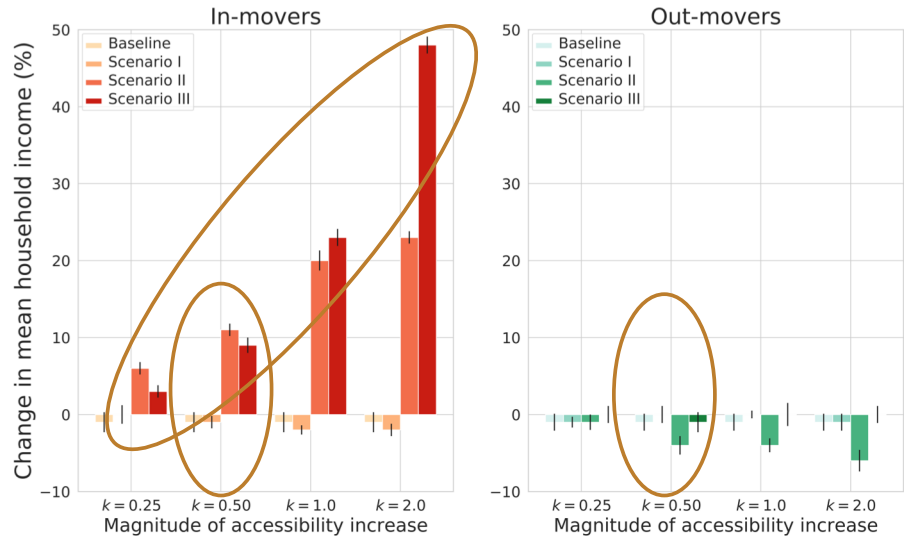 In-movers
Out-movers
Change in mean household income (%)
50
40
30
20
10
0
−10
Baseline
Scenario I
Scenario II
Scenario III
k = 0.25
k = 0.50
k = 1.0
k = 2.0
Magnitude of accessibility increase
50
40
30
20
10
0
−10
Baseline
Scenario I
Scenario II
Scenario III
k = 0.25
k = 0.50
k = 1.0
k = 2.0
Magnitude of accessibility increase